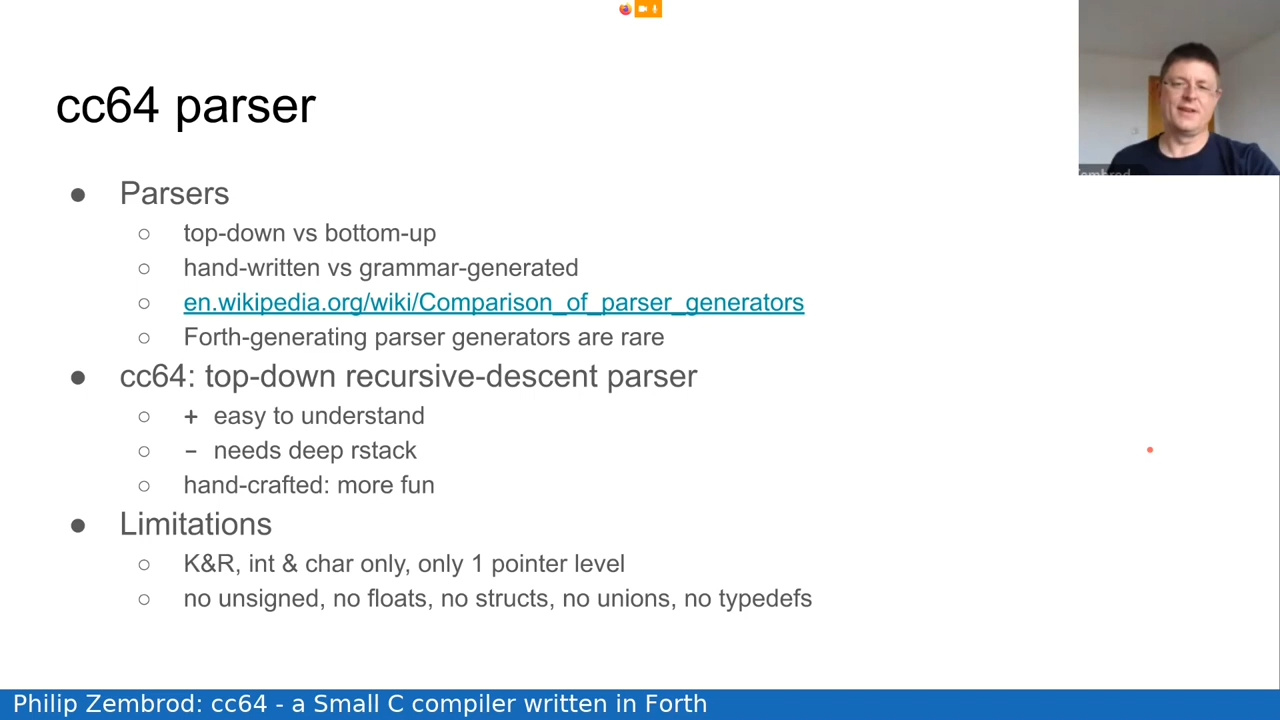 cc64 parser
● Parsers
○ top-down vs bottom-up
○ hand-written vs grammar-generated
○ en.wikipedia.org/wiki/Comparison_of_parser_generators
○ Forth-generating parser generators are rare
● cc64: top-down recursive-descent parser
○ + easy to understand
○ - needs deep rstack
○ hand-crafted: more fun
● Limitations
○ K&R, int & char only, only 1 pointer level
○ no unsigned, no floats, no structs, no unions, no typedefs
Philip Zembrod: cc64 - a Small C compiler written in Forth